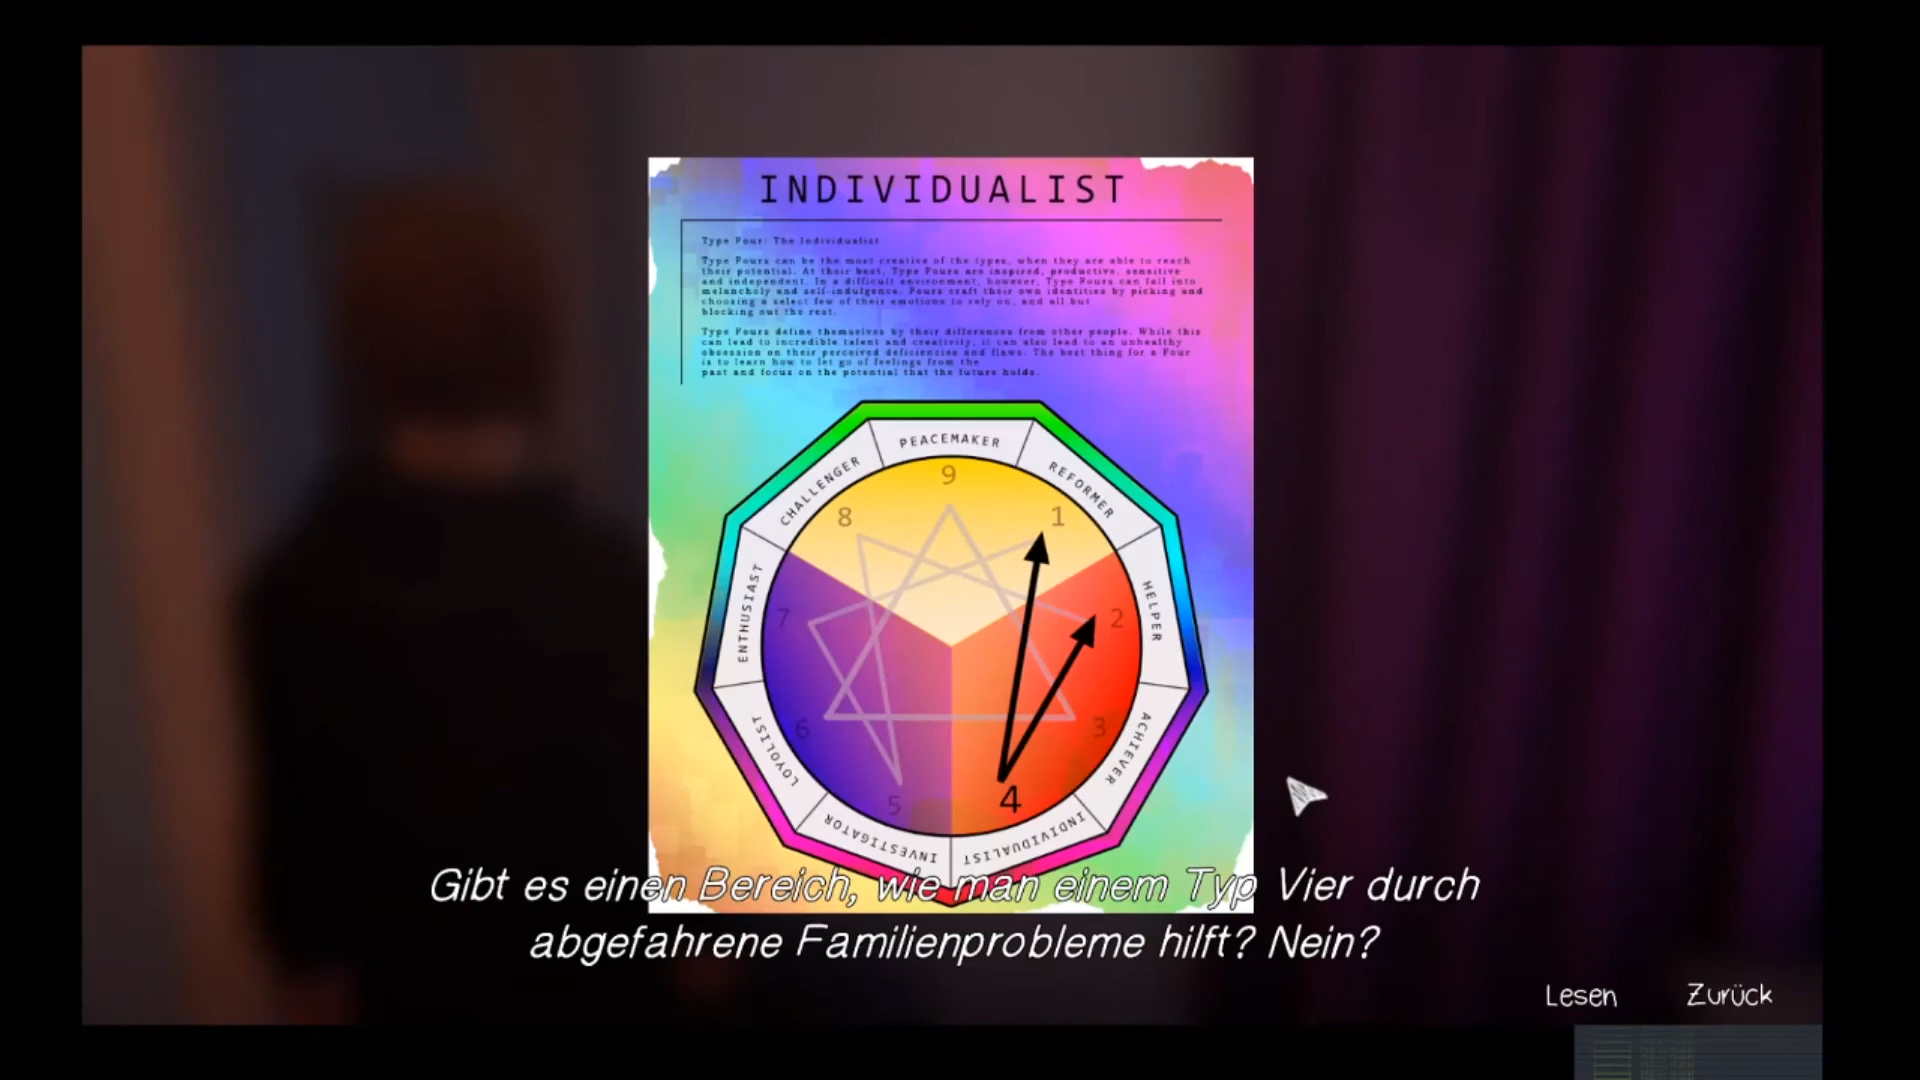 INDIVIDUALIST
Type Four: The Individualist
Type Fours can be the most creative of the types, when they are able to reach
their potential. At their best, Type Fours are inspired, productive, sensitive
and independent. In a difficult environment, however, Type Fours can fall into
melancholy and self-indulgence. Fours craft their own identities by picking and
choosing a select few of their emotions to rely on, and all but
blocking out the rest.
Type Fours define themselves by their differences from other people. While this
can lead to incredible talent and creativity, it can also lead to an unhealthy
obsession on their perceived deficiencies and flaws. The best thing for a Four
is to learn how to let go of feelings from the
past and focus on the potential that the future holds.
PEACEMAKER
9
CHALLENGER
8
REFORMER
1
ENTHUSIAST
7
HELPER
2
LOYOLIST
6
ACHIEVER
3
INVESTIGATOR
5
INDIVIDUALIST
4
Gibt es einen Bereich, wie man einem Typ Vier durch
abgefahrene Familienprobleme hilft? Nein?
Lesen
Zurück